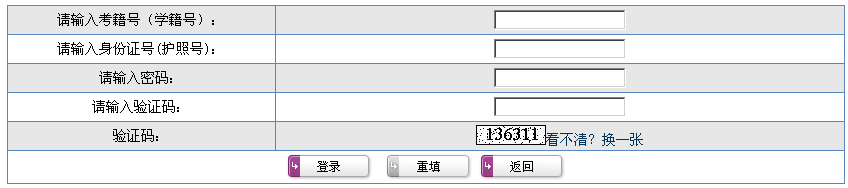 请输入考籍号（学籍号）：
请输入身份证号(护照号)：
请输入密码：
请输入验证码：
验证码： 136311 看不清？换一张
登录 重填 返回